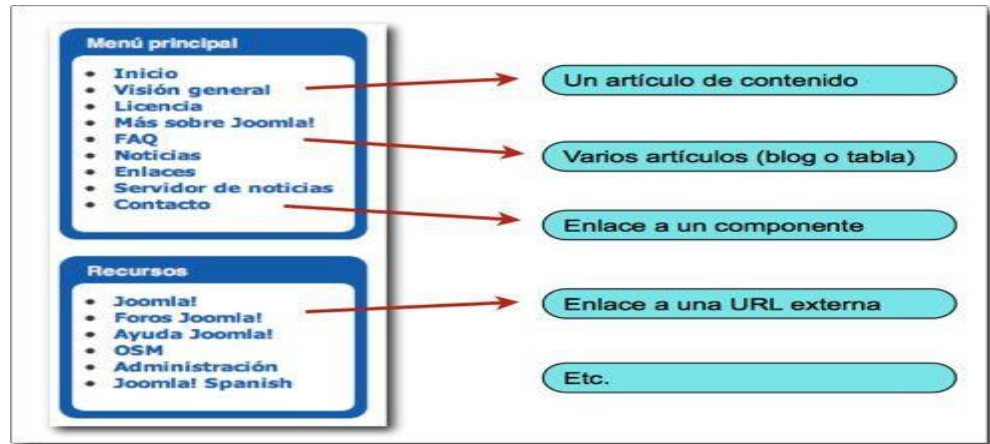 Menú principal
Inicio
Visión general
Licencia
Más sobre Joomla!
FAQ
Noticias
Enlaces
Servidor de noticias
Contacto
Recursos
Joomla!
Foros Joomla!
Ayuda Joomla!
OSM
Administración
Joomla! Spanish
Un artículo de contenido
Varios artículos (blog o tabla)
Enlace a un componente
Enlace a una URL externa
Etc.